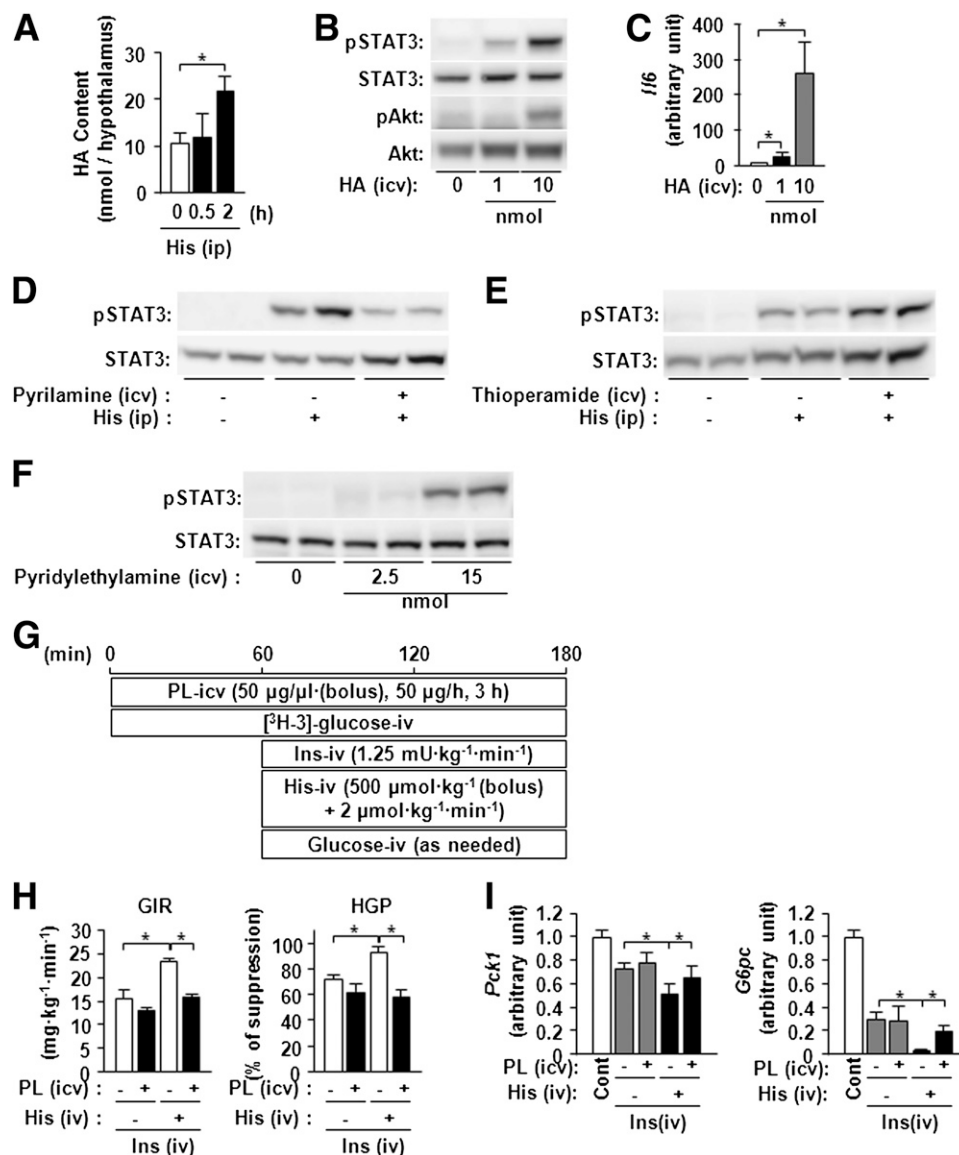 A
HA Content
(nmol / hypothalamus)
30
20
10
0
*
0 0.5 2 (h)
His (ip)
B
pSTAT3:
STAT3:
pAkt:
Akt:
HA (icv): 0 1 10
nmol
C
Il6
(arbitrary unit)
400
300
200
100
0
*
*
HA (icv): 0 1 10
nmol
D
pSTAT3:
STAT3:
Pyrilamine (icv) : - - +
His (ip) : - + +
E
pSTAT3:
STAT3:
Thioperamide (icv) : - - +
His (ip) : - + +
F
pSTAT3:
STAT3:
Pyridylethylamine (icv) : 0 2.5 15
nmol
G
(min) 0 60 120 180
PL-icv (50 µg/µl·(bolus), 50 µg/h, 3 h)
[³H-3]-glucose-iv
Ins-iv (1.25 mU·kg⁻¹·min⁻¹)
His-iv (500 µmol·kg⁻¹ (bolus)
+ 2 µmol·kg⁻¹·min⁻¹)
Glucose-iv (as needed)
H
GIR
(mg·kg⁻¹·min⁻¹)
30
25
20
15
10
5
0
* *
PL (icv) : - + - +
His (iv) : - +
Ins (iv)
HGP
(% of suppression)
100
80
60
40
20
0
* *
PL (icv) : - + - +
His (iv) : - +
Ins (iv)
I
Pck1
(arbitrary unit)
1.2
1.0
0.8
0.6
0.4
0.2
0
* *
PL (icv): Cont - + - +
His (iv): - +
Ins(iv)
G6pc
(arbitrary unit)
1.2
1.0
0.8
0.6
0.4
0.2
0
* *
PL (icv): Cont - + - +
His (iv): - +
Ins(iv)